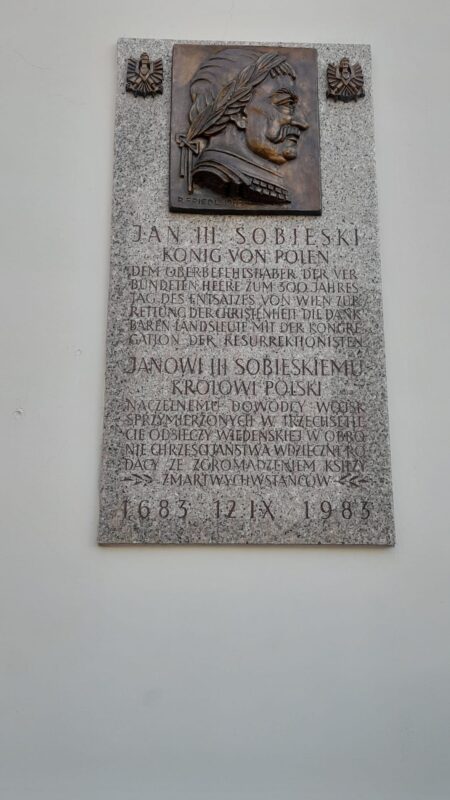 JAN III SOBIESKI
KÖNIG VON POLEN
DEM OBERBEFEHLSHABER DER VER
BÜNDETEN HEERE ZUM 300 JAHRES
TAG DES ENTSATZES VON WIEN ZUR
RETTUNG DER CHRISTENHEIT DIE DANK
BAREN LANDSLEUTE MIT DER KONGRE
GATION DER RESURREKTIONISTEN
JANOWI III SOBIESKIEMU
KRÓLOWI POLSKI
NACZELNEMU DOWÓDCY WOJSK
SPRZYMIERZONYCH W TRZECHSETLE
CIE ODSIECZY WIEDEŃSKIEJ W OBRO
NIE CHRZEŚCIJAŃSTWA WDZIĘCZNI RO
DACY ZE ZGROMADZENIEM KSIĘŻY
ZMARTWYCHWSTAŃCÓW
1683 12 IX 1983